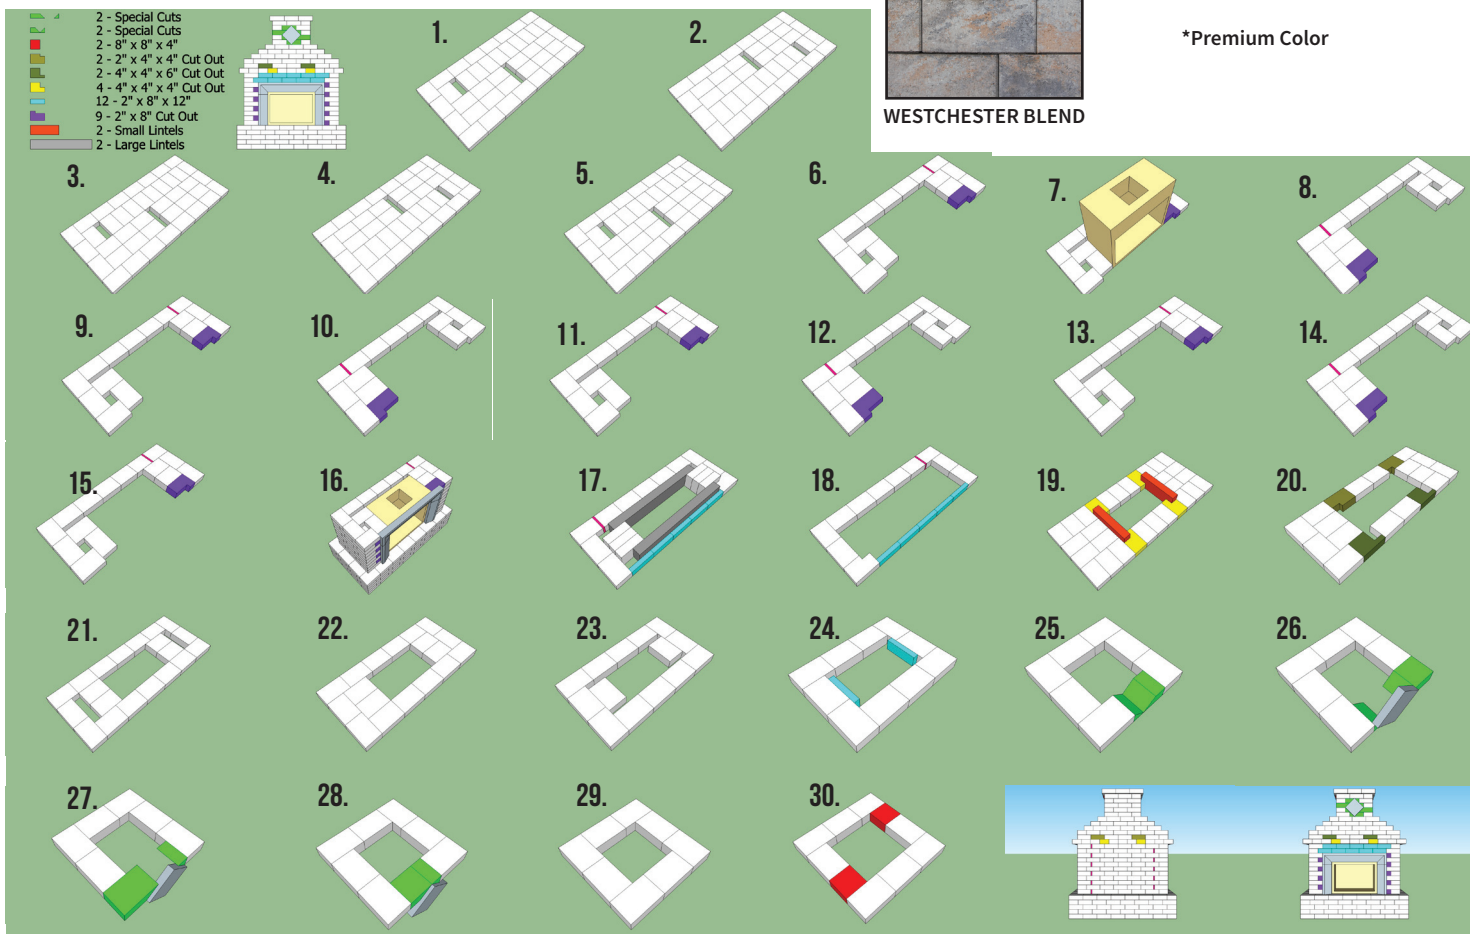 2 - Special Cuts
2 - Special Cuts
2 - 8" x 8" x 4"
2 - 2" x 4" x 4" Cut Out
2 - 4" x 4" x 6" Cut Out
4 - 4" x 4" x 4" Cut Out
12 - 2" x 8" x 12"
9 - 2" x 8" Cut Out
2 - Small Lintels
2 - Large Lintels
1.
2.
WESTCHESTER BLEND
*Premium Color
3.
4.
5.
6.
7.
8.
9.
10.
11.
12.
13.
14.
15.
16.
17.
18.
19.
20.
21.
22.
23.
24.
25.
26.
27.
28.
29.
30.